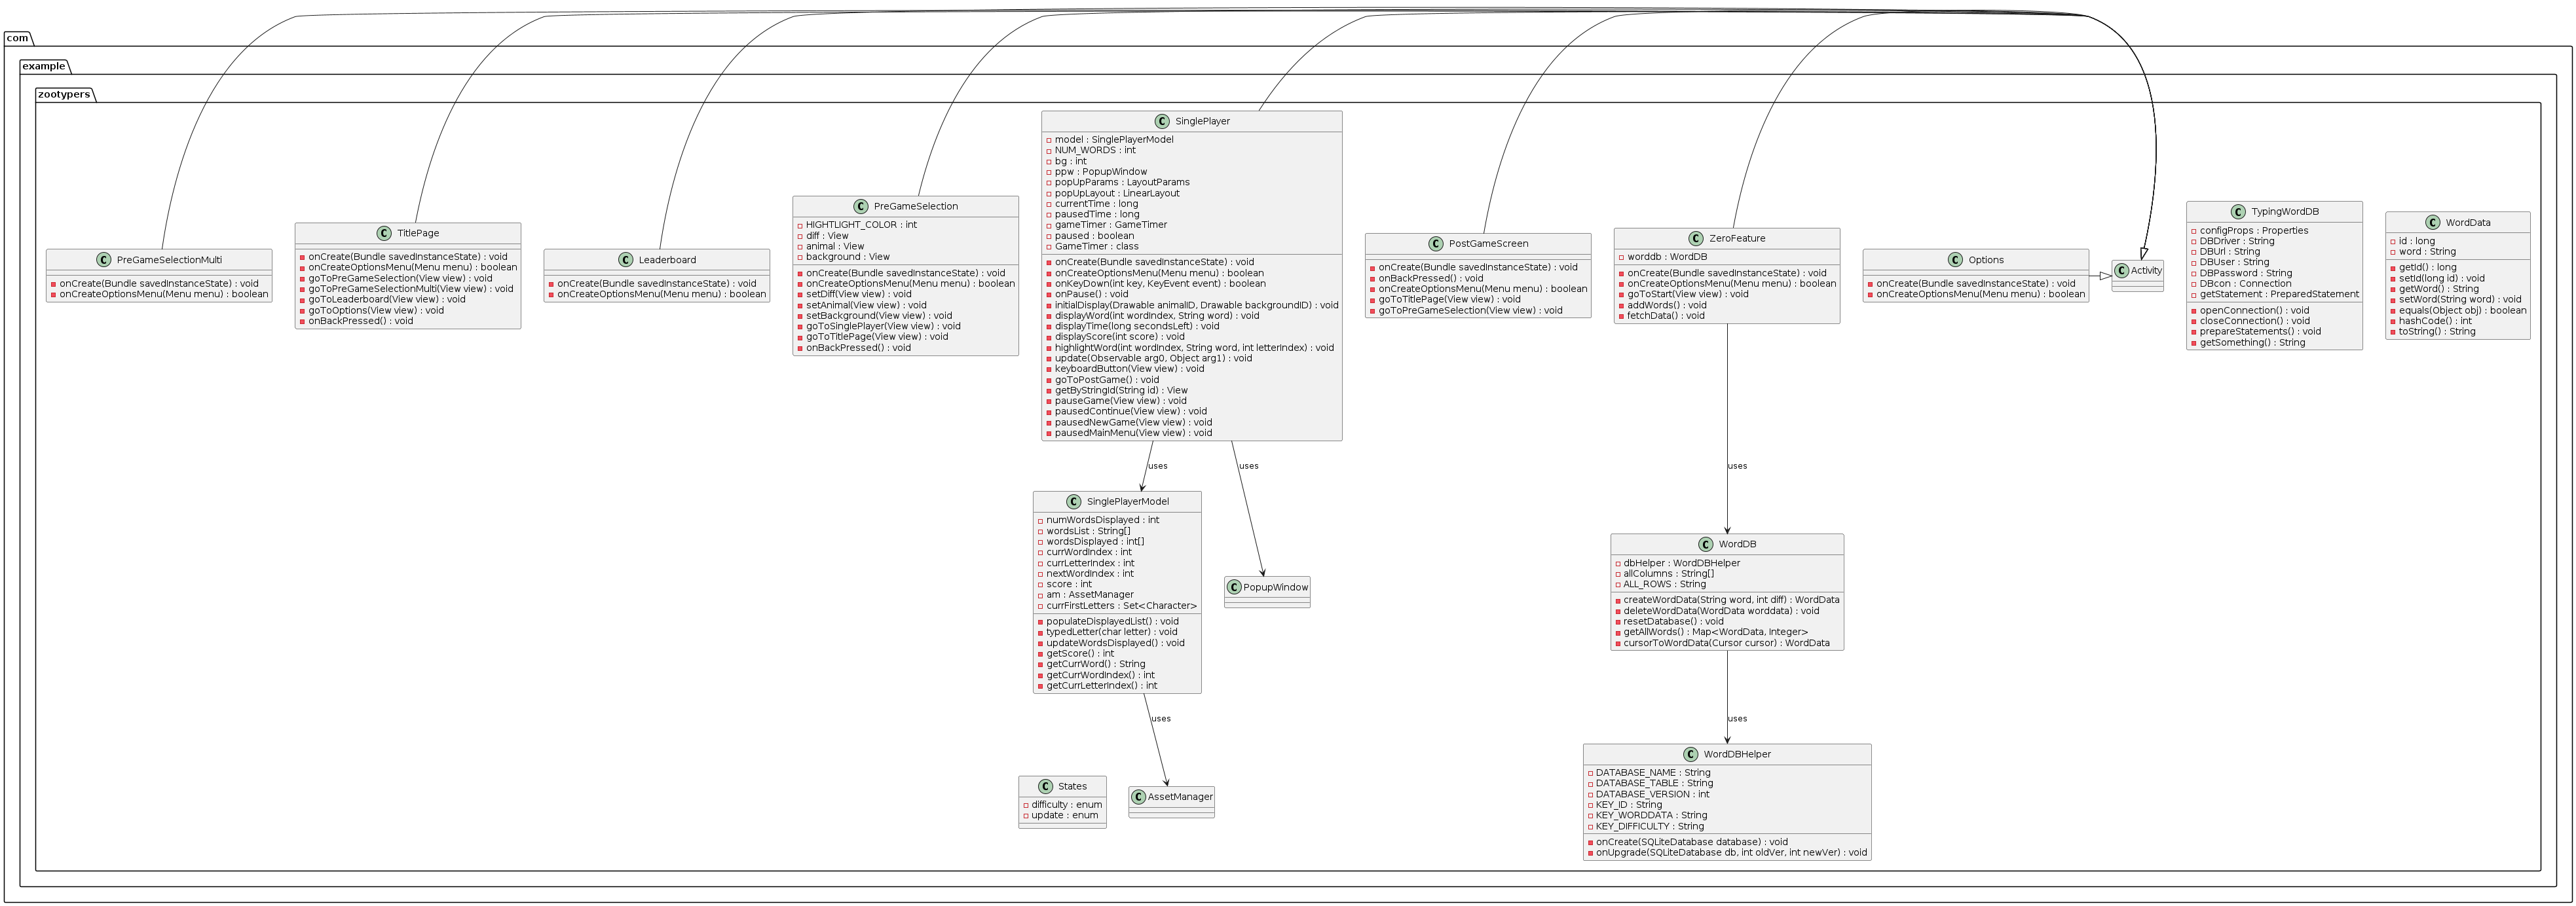 com
example
zootypers
PreGameSelectionMulti
onCreate(Bundle savedInstanceState) : void
onCreateOptionsMenu(Menu menu) : boolean
TitlePage
onCreate(Bundle savedInstanceState) : void
onCreateOptionsMenu(Menu menu) : boolean
goToPreGameSelection(View view) : void
goToPreGameSelectionMulti(View view) : void
goToLeaderboard(View view) : void
goToOptions(View view) : void
onBackPressed() : void
Leaderboard
onCreate(Bundle savedInstanceState) : void
onCreateOptionsMenu(Menu menu) : boolean
PreGameSelection
HIGHTLIGHT_COLOR : int
diff : View
animal : View
background : View
onCreate(Bundle savedInstanceState) : void
onCreateOptionsMenu(Menu menu) : boolean
setDiff(View view) : void
setAnimal(View view) : void
setBackground(View view) : void
goToSinglePlayer(View view) : void
goToTitlePage(View view) : void
onBackPressed() : void
SinglePlayer
model : SinglePlayerModel
NUM_WORDS : int
bg : int
ppw : PopupWindow
popUpParams : LayoutParams
popUpLayout : LinearLayout
currentTime : long
pausedTime : long
gameTimer : GameTimer
paused : boolean
GameTimer : class
onCreate(Bundle savedInstanceState) : void
onCreateOptionsMenu(Menu menu) : boolean
onKeyDown(int key, KeyEvent event) : boolean
onPause() : void
initialDisplay(Drawable animalID, Drawable backgroundID) : void
displayWord(int wordIndex, String word) : void
displayTime(long secondsLeft) : void
displayScore(int score) : void
highlightWord(int wordIndex, String word, int letterIndex) : void
update(Observable arg0, Object arg1) : void
keyboardButton(View view) : void
goToPostGame() : void
getByStringId(String id) : View
pauseGame(View view) : void
pausedContinue(View view) : void
pausedNewGame(View view) : void
pausedMainMenu(View view) : void
PostGameScreen
onCreate(Bundle savedInstanceState) : void
onBackPressed() : void
onCreateOptionsMenu(Menu menu) : boolean
goToTitlePage(View view) : void
goToPreGameSelection(View view) : void
ZeroFeature
worddb : WordDB
onCreate(Bundle savedInstanceState) : void
onCreateOptionsMenu(Menu menu) : boolean
goToStart(View view) : void
addWords() : void
fetchData() : void
Options
onCreate(Bundle savedInstanceState) : void
onCreateOptionsMenu(Menu menu) : boolean
Activity
TypingWordDB
configProps : Properties
DBDriver : String
DBUrl : String
DBUser : String
DBPassword : String
DBcon : Connection
getStatement : PreparedStatement
openConnection() : void
closeConnection() : void
prepareStatements() : void
getSomething() : String
WordData
id : long
word : String
getId() : long
setId(long id) : void
getWord() : String
setWord(String word) : void
equals(Object obj) : boolean
hashCode() : int
toString() : String
uses
uses
uses
SinglePlayerModel
numWordsDisplayed : int
wordsList : String[]
wordsDisplayed : int[]
currWordIndex : int
currLetterIndex : int
nextWordIndex : int
score : int
am : AssetManager
currFirstLetters : Set<Character>
populateDisplayedList() : void
typedLetter(char letter) : void
updateWordsDisplayed() : void
getScore() : int
getCurrWord() : String
getCurrWordIndex() : int
getCurrLetterIndex() : int
PopupWindow
WordDB
dbHelper : WordDBHelper
allColumns : String[]
ALL_ROWS : String
createWordData(String word, int diff) : WordData
deleteWordData(WordData worddata) : void
resetDatabase() : void
getAllWords() : Map<WordData, Integer>
cursorToWordData(Cursor cursor) : WordData
uses
uses
States
difficulty : enum
update : enum
AssetManager
WordDBHelper
DATABASE_NAME : String
DATABASE_TABLE : String
DATABASE_VERSION : int
KEY_ID : String
KEY_WORDDATA : String
KEY_DIFFICULTY : String
onCreate(SQLiteDatabase database) : void
onUpgrade(SQLiteDatabase db, int oldVer, int newVer) : void